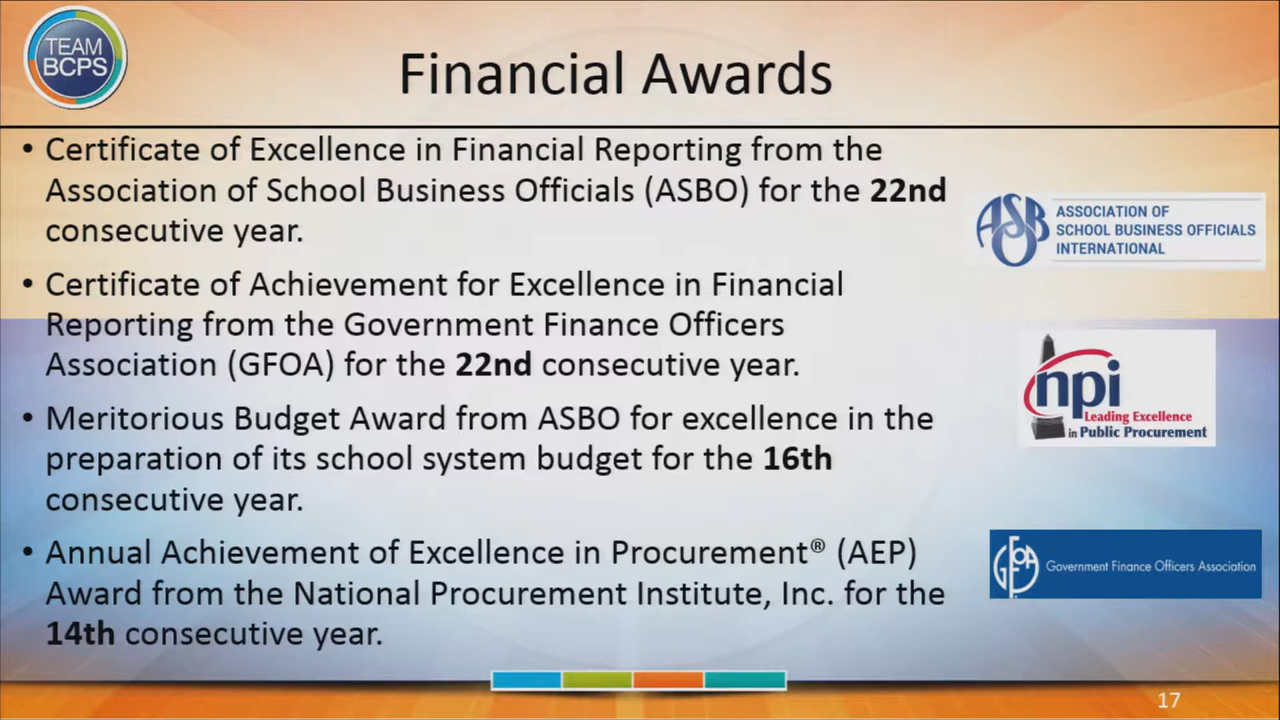 TEAM
BCPS
Financial Awards
• Certificate of Excellence in Financial Reporting from the
Association of School Business Officials (ASBO) for the 22nd
consecutive year.
• Certificate of Achievement for Excellence in Financial
Reporting from the Government Finance Officers
Association (GFOA) for the 22nd consecutive year.
• Meritorious Budget Award from ASBO for excellence in the
preparation of its school system budget for the 16th
consecutive year.
• Annual Achievement of Excellence in Procurement® (AEP)
Award from the National Procurement Institute, Inc. for the
14th consecutive year.
ASBO
ASSOCIATION OF
SCHOOL BUSINESS OFFICIALS
INTERNATIONAL
npi
Leading Excellence
in Public Procurement
GFOA
Government Finance Officers Association
17